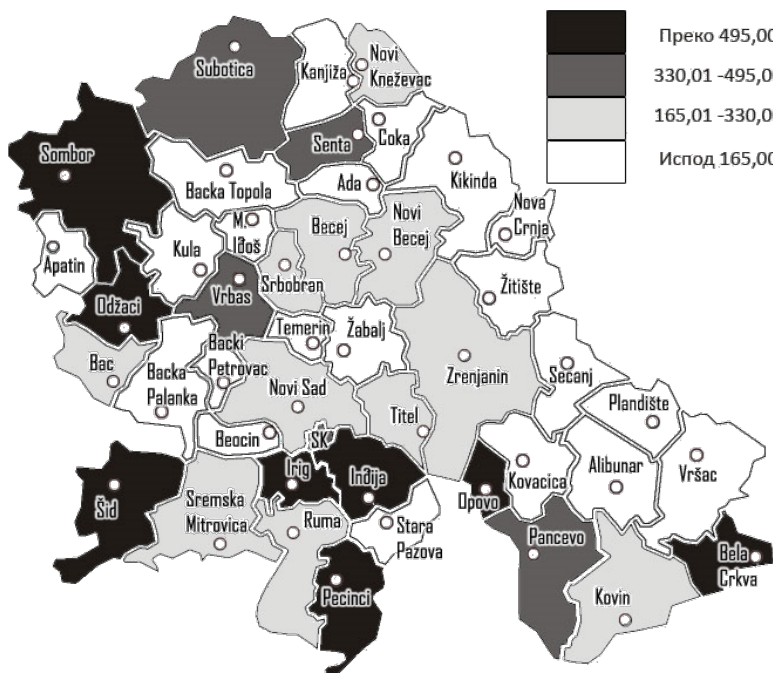 Преко 495,00
330,01 -495,0
165,01 -330,0
Испод 165,00
Subotica
Kanjiža
Novi
Kneževac
Senta
Coka
Sombor
Backa Topola
Ada
Kikinda
Nova
Crnja
Apatin
Kula
M.
Iđoš
Becej
Novi
Becej
Srbobran
Vrbas
Žitište
Odžaci
Temerin
Žabalj
Bac
Backa
Palanka
Backi
Petrovac
Novi Sad
Zrenjanin
Secanj
Titel
Plandište
Beocin
SK
Šid
Sremska
Mitrovica
Irig
Inđija
Ruma
Stara
Pazova
Opovo
Kovacica
Alibunar
Vršac
Pancevo
Pecinci
Kovin
Bela
Crkva